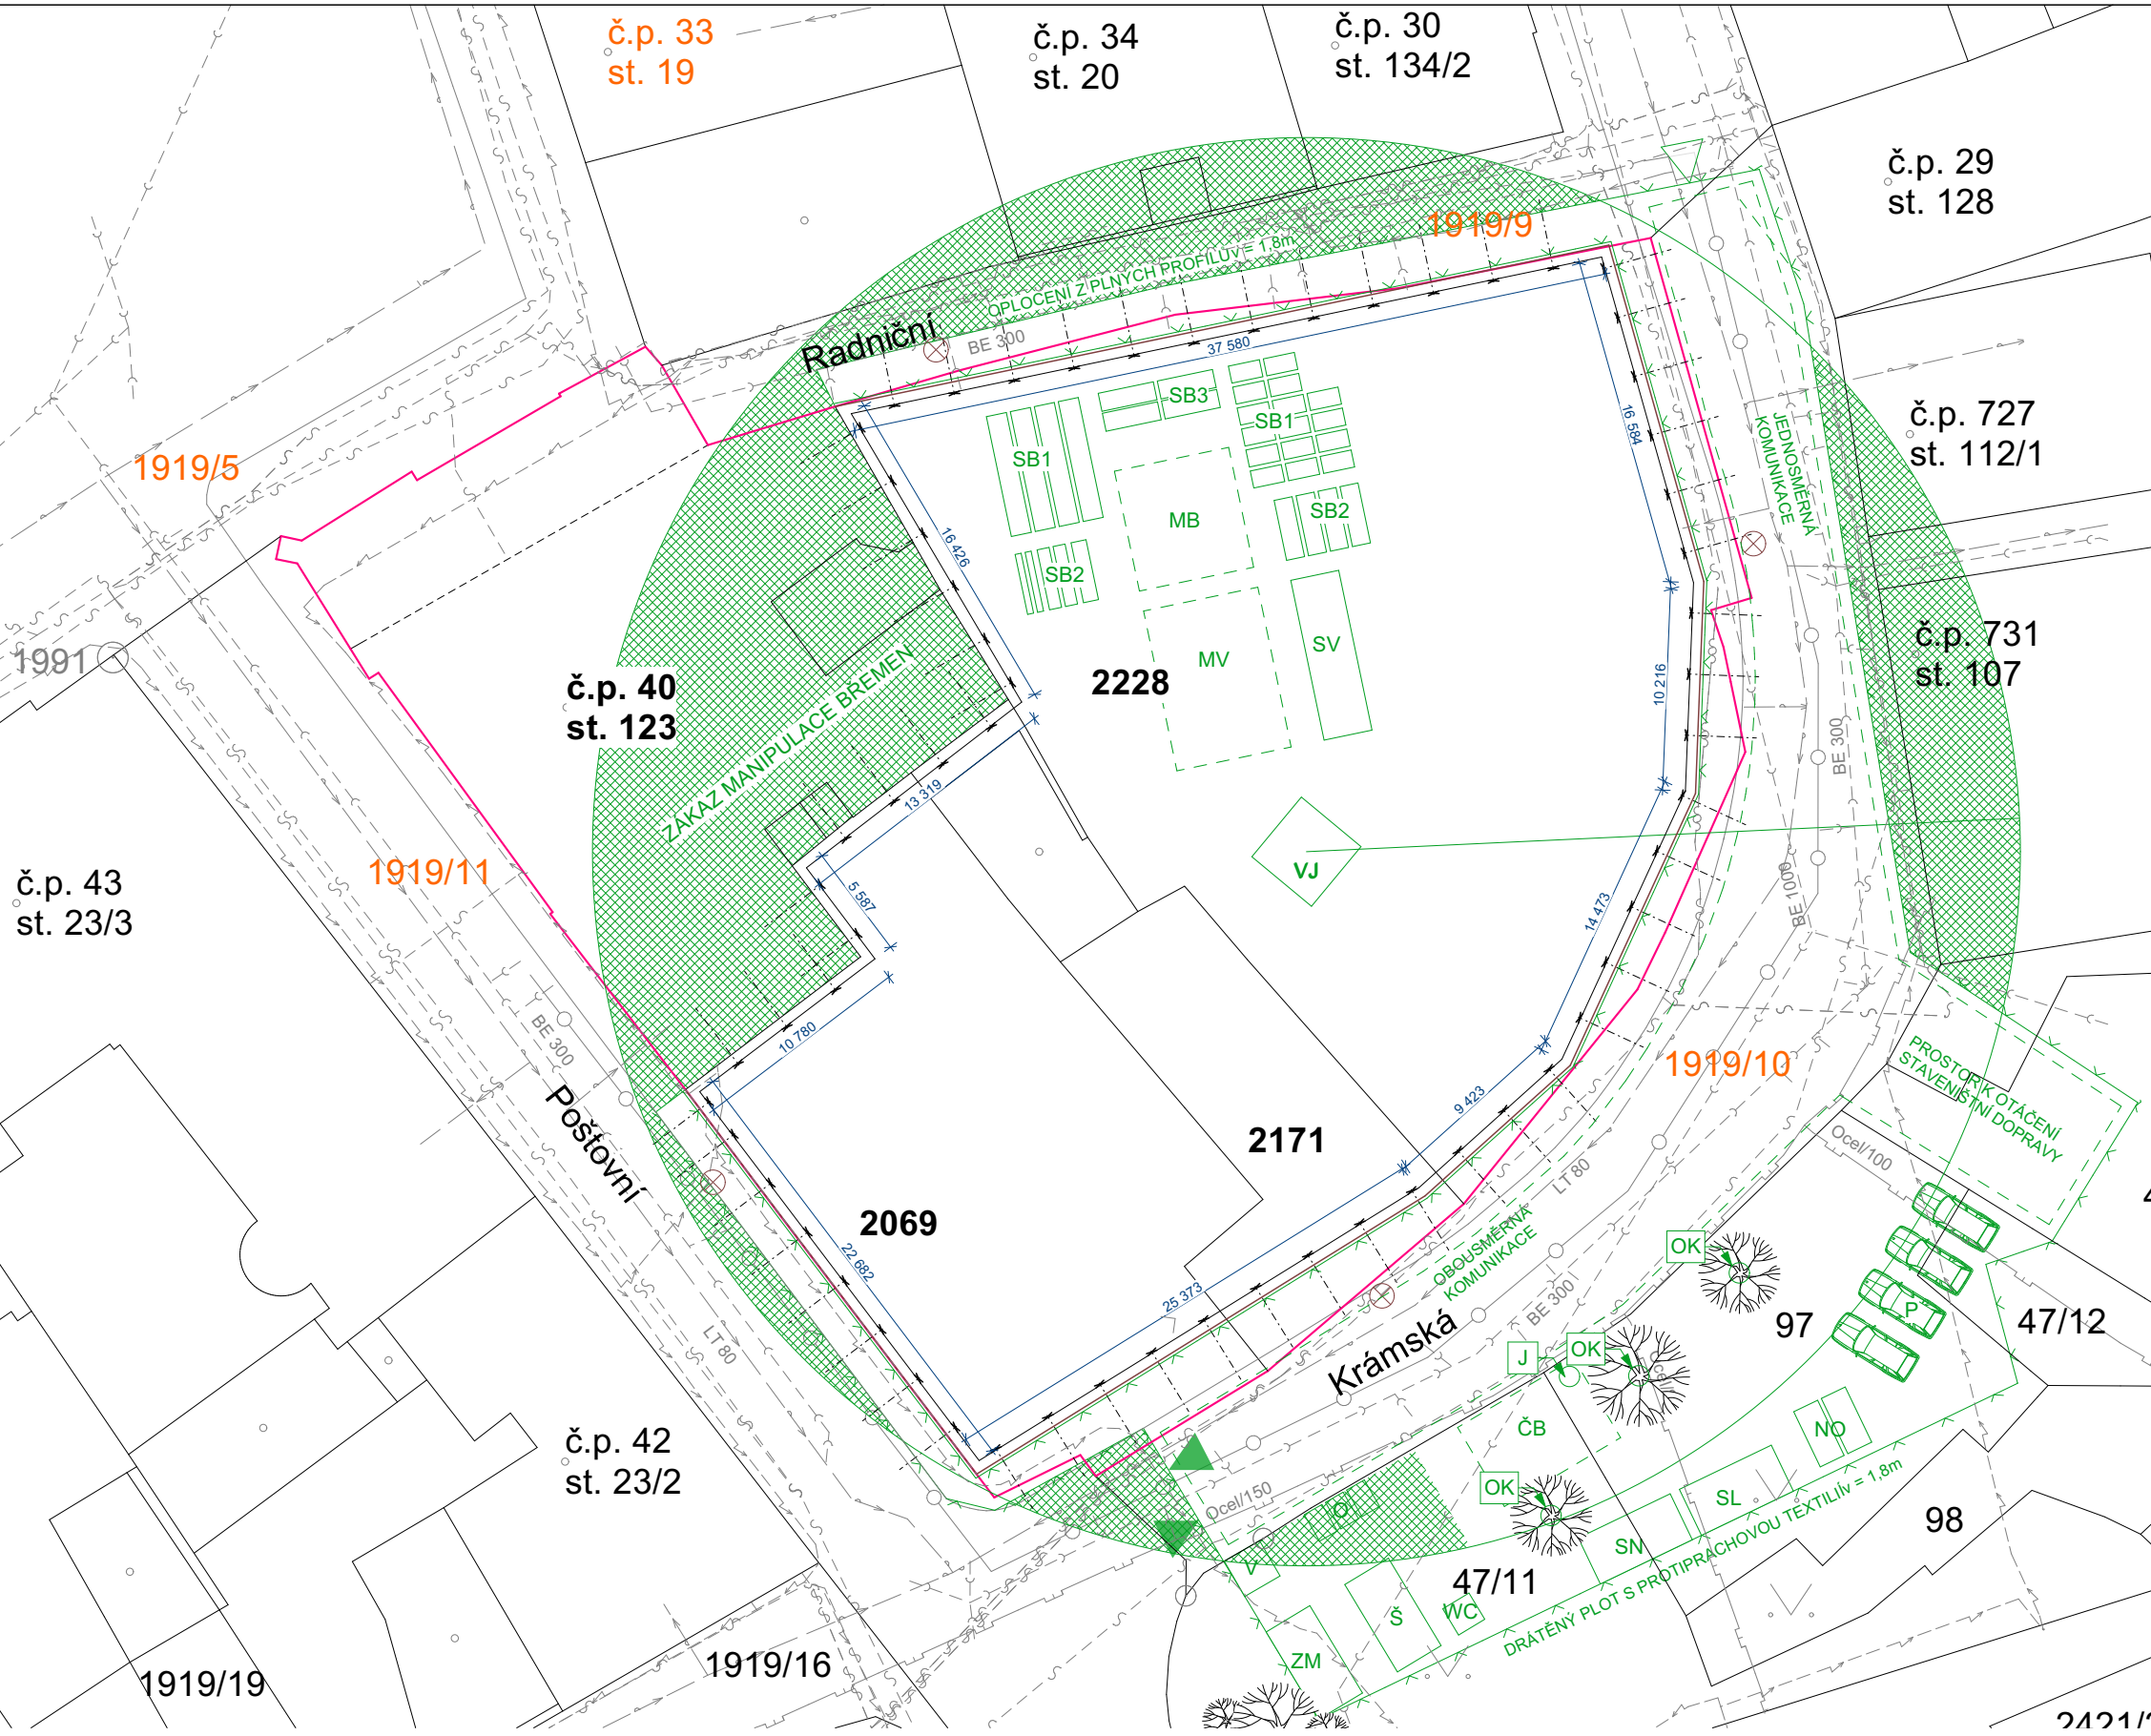 č.p. 33
st. 19
č.p. 34
st. 20
č.p. 30
st. 134/2
č.p. 29
st. 128
1919/9
OPLOCENÍ Z PLNÝCH PROFILŮ v = 1,8m
Radniční
BE 300
37 580
SB3
SB1
SB1
16 584
JEDNOSMĚRNÁ
KOMUNIKACE
č.p. 727
st. 112/1
1919/5
MB
SB2
16 426
SB2
1991
č.p. 40
st. 123
ZÁKAZ MANIPULACE BŘEMEN
2228
MV
SV
10 216
č.p. 731
st. 107
BE 300
13 319
VJ
5 587
14 473
BE 1000
1919/11
č.p. 43
st. 23/3
BE 300
10 780
1919/10
PROSTOR K OTÁČENÍ
STAVENIŠTNÍ DOPRAVY
9 423
Poštovní
2171
Ocel/100
LT 80
2069
OBOUSMĚRNÁ
KOMUNIKACE
OK
22 682
25 373
BE 300
P
97
47/12
LT80
Krámská
J
OK
č.p. 42
st. 23/2
ČB
NO
OK
SL
Ocel/150
O
98
SN
DRÁTĚNÝ PLOT S PROTIPRACHOVOU TEXTILIÍ v = 1,8m
V
47/11
Š
WC
ZM
1919/16
1919/19